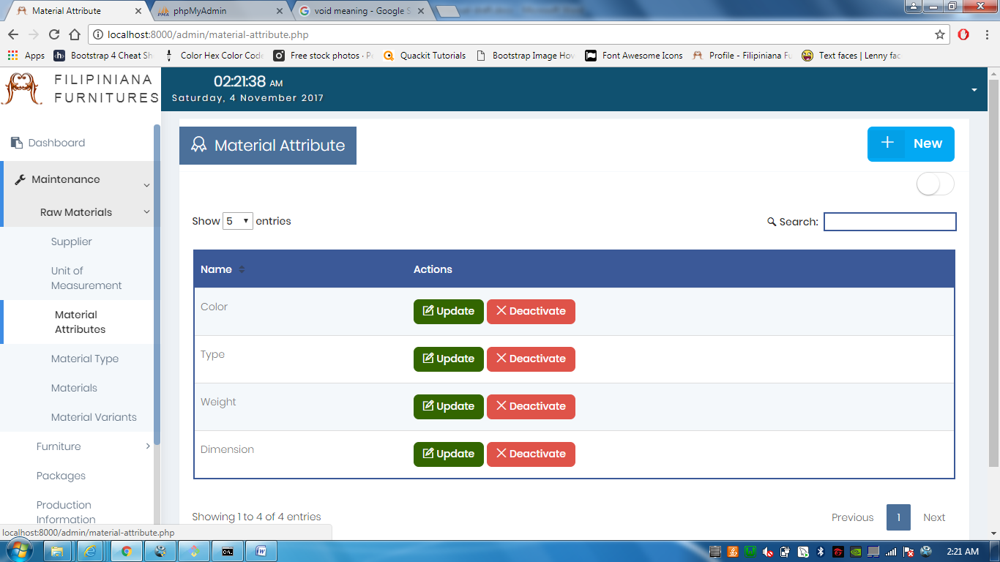 Material Attribute
phpMyAdmin
void meaning - Google S
localhost:8000/admin/material-attribute.php
Apps
Bootstrap 4 Cheat Sh
Color Hex Color Code
Free stock photos · Pe
Quackit Tutorials
Bootstrap Image Hov
Font Awesome Icons
Profile - Filipiniana Fu
Text faces | Lenny fac
FILIPINIANA
FURNITURES
02:21:38 AM
Saturday, 4 November 2017
Dashboard
Maintenance
Raw Materials
Supplier
Unit of
Measurement
Material
Attributes
Material Type
Materials
Material Variants
Furniture
Packages
Production
Information
Material Attribute
New
Show 5 entries
Search:
Name Actions
Color Update Deactivate
Type Update Deactivate
Weight Update Deactivate
Dimension Update Deactivate
Showing 1 to 4 of 4 entries
Previous 1 Next
localhost:8000/admin/material-attribute.php
2:21 AM